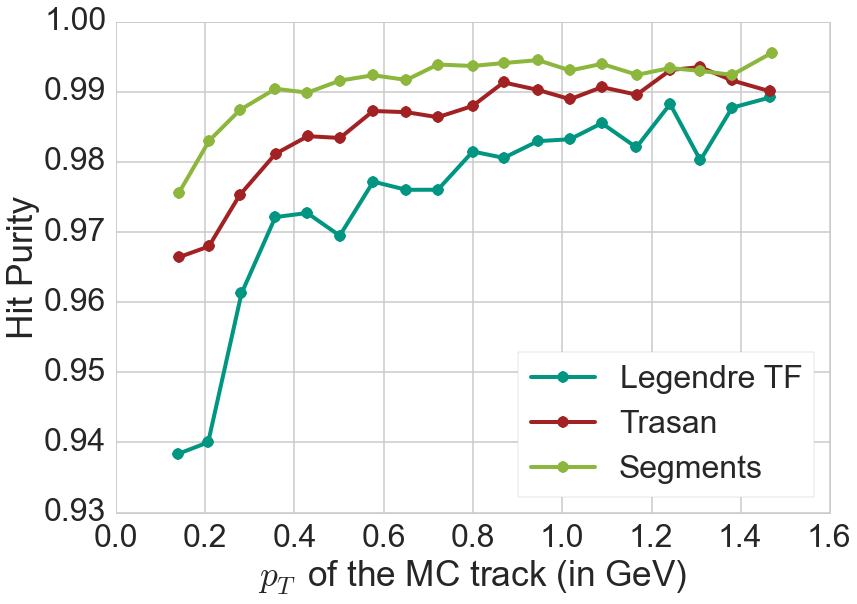 1.00
0.99
0.98
0.97
0.96
0.95
0.94
0.93
Hit Purity
Legendre TF
Trasan
Segments
0.0 0.2 0.4 0.6 0.8 1.0 1.2 1.4 1.6
p_T of the MC track (in GeV)